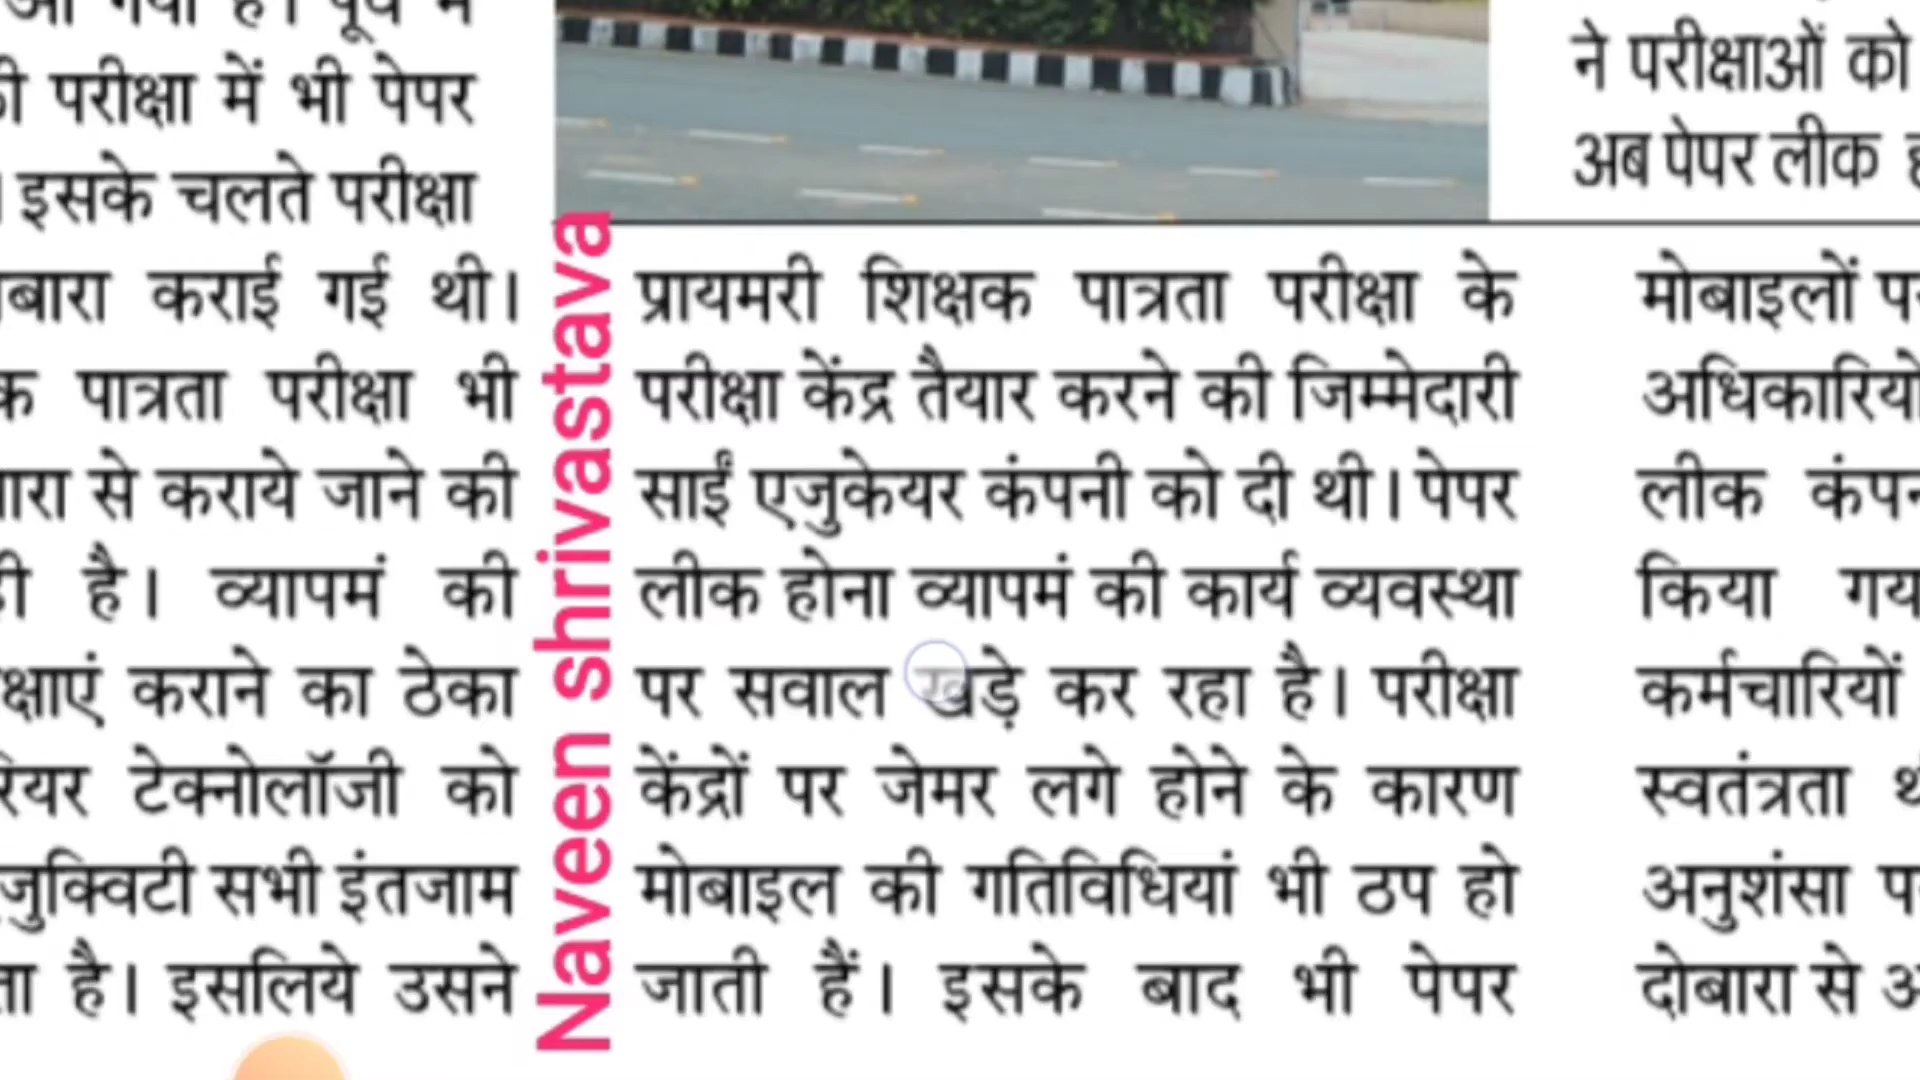 आ गया है। पूर्व में
की परीक्षा में भी पेपर
। इसके चलते परीक्षा
कराई गई थी।
पात्रता परीक्षा भी
से कराये जाने की
है। व्यापमं की
कराने का ठेका
टेक्नोलॉजी को
सभी इंतजाम
है। इसलिये उसने
Naveen shrivastava
प्रायमरी शिक्षक पात्रता परीक्षा के
परीक्षा केंद्र तैयार करने की जिम्मेदारी
साईं एजुकेयर कंपनी को दी थी। पेपर
लीक होना व्यापमं की कार्य व्यवस्था
पर सवाल खड़े कर रहा है। परीक्षा
केंद्रों पर जेमर लगे होने के कारण
मोबाइल की गतिविधियां भी ठप हो
जाती हैं। इसके बाद भी पेपर
ने परीक्षाओं को
अब पेपर लीक
मोबाइलों
लीक
किया
कर्मचारियों
स्वतंत्रता
अनुशंसा
दोबारा से